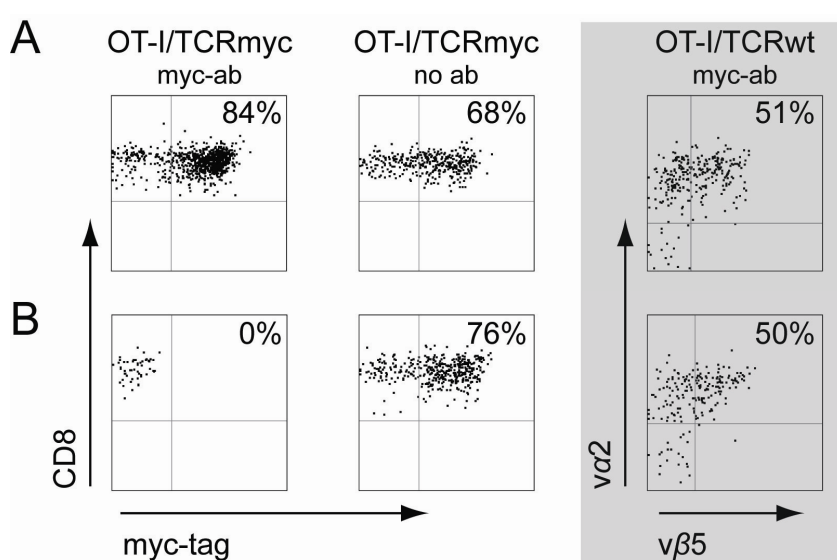 A
OT-I/TCRmyc OT-I/TCRmyc OT-I/TCRwt
myc-ab no ab myc-ab
84% 68% 51%
B
0% 76% 50%
CD8
vα2
myc-tag vβ5